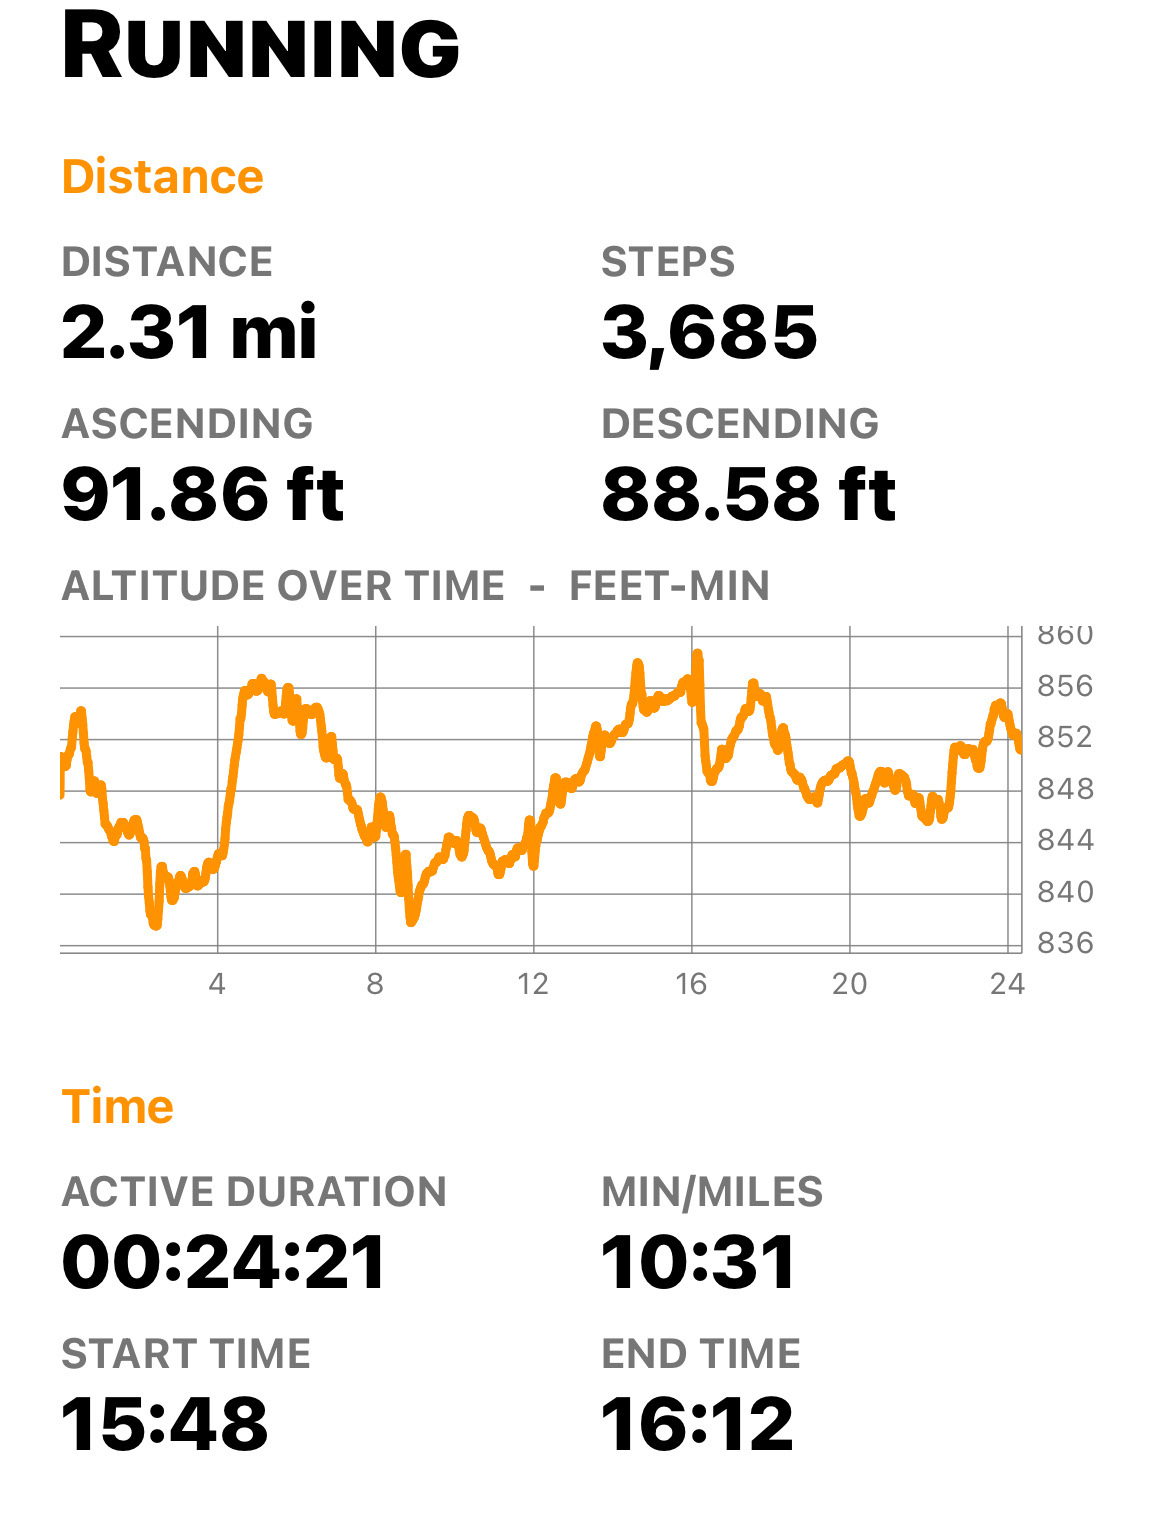 RUNNING
Distance
DISTANCE STEPS
2.31 mi 3,685
ASCENDING DESCENDING
91.86 ft 88.58 ft
ALTITUDE OVER TIME - FEET-MIN
860
856
852
848
844
840
836
4 8 12 16 20 24
Time
ACTIVE DURATION MIN/MILES
00:24:21 10:31
START TIME END TIME
15:48 16:12